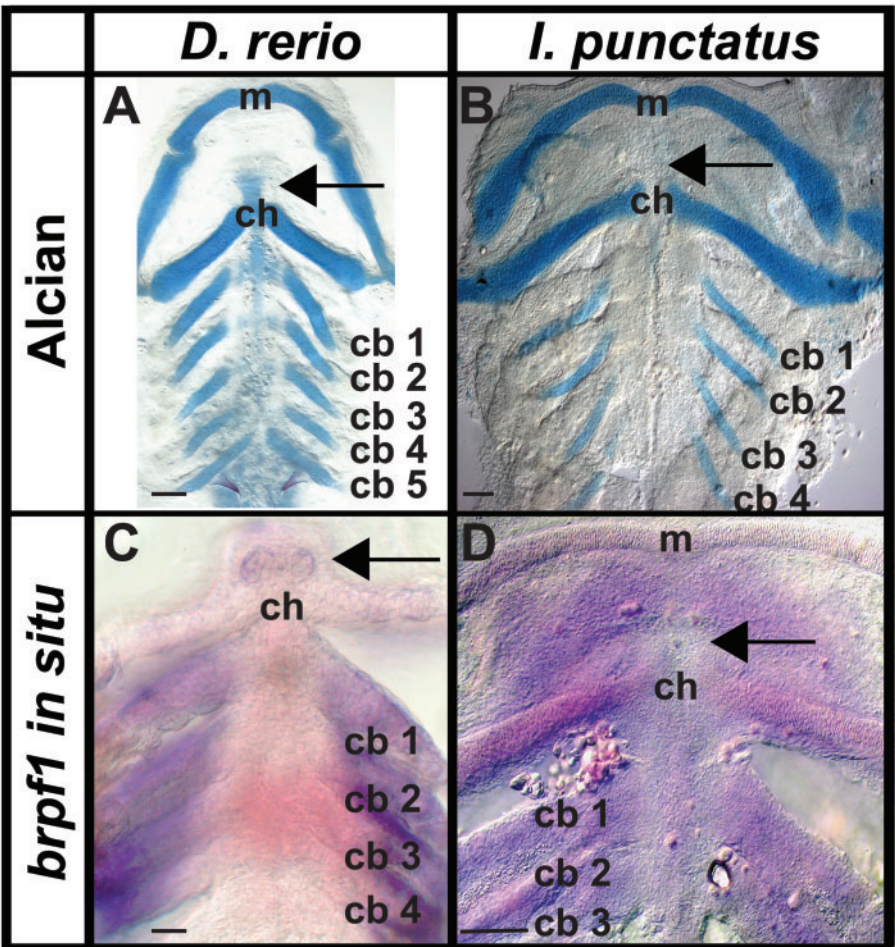 D. rerio
I. punctatus
Alcian
A
m
ch
cb 1
cb 2
cb 3
cb 4
cb 5
B
m
ch
cb 1
cb 2
cb 3
cb 4
brpf1 in situ
C
ch
cb 1
cb 2
cb 3
cb 4
D
m
ch
cb 1
cb 2
cb 3